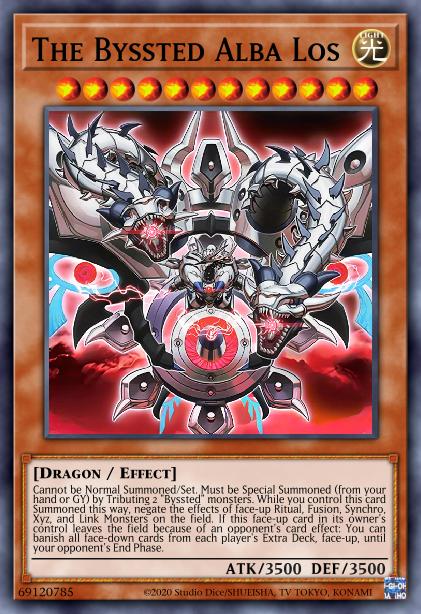 The Byssted Alba Los
LIGHT
光
[Dragon / Effect]
Cannot be Normal Summoned/Set. Must be Special Summoned (from your
hand or GY) by Tributing 2 "Byssted" monsters. While you control this card
Summoned this way, negate the effects of face-up Ritual, Fusion, Synchro,
Xyz, and Link Monsters on the field. If this face-up card in its owner's
control leaves the field because of an opponent's card effect: You can
banish all face-down cards from each player's Extra Deck, face-up, until
your opponent's End Phase.
ATK/3500 DEF/3500
69120785
©2020 Studio Dice/SHUEISHA, TV TOKYO, KONAMI